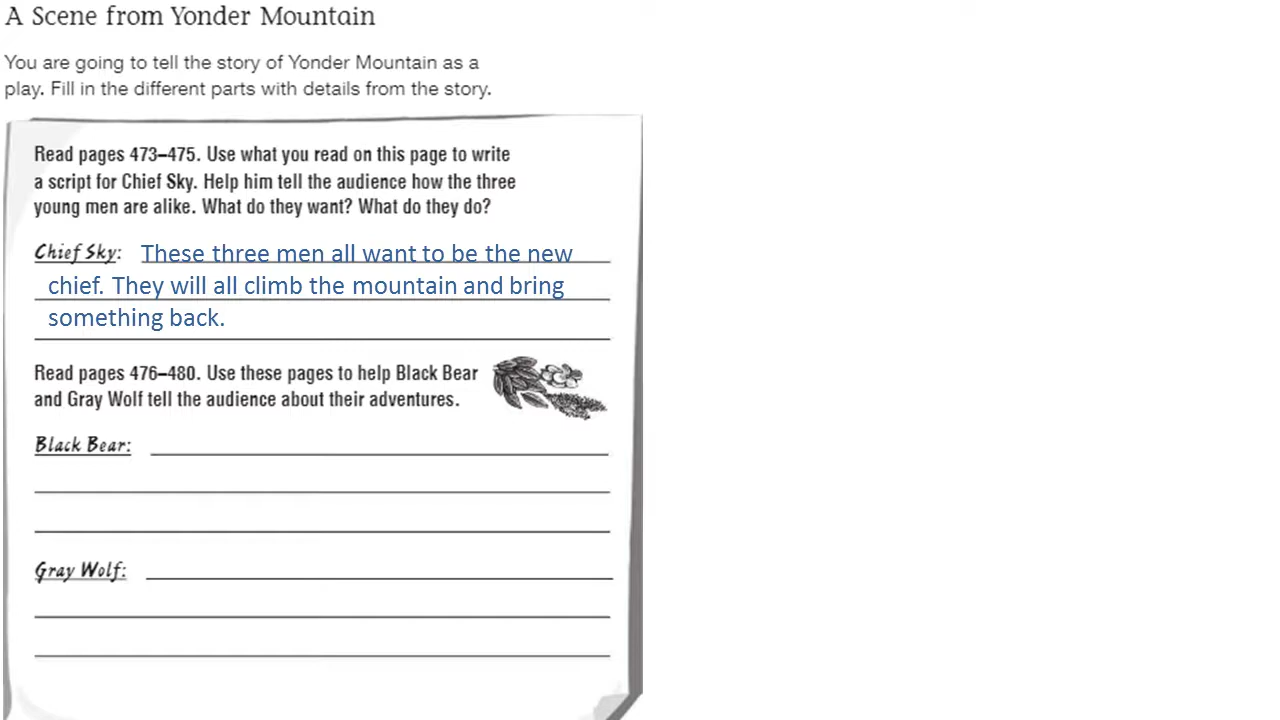 A Scene from Yonder Mountain
You are going to tell the story of Yonder Mountain as a
play. Fill in the different parts with details from the story.
Read pages 473–475. Use what you read on this page to write
a script for Chief Sky. Help him tell the audience how the three
young men are alike. What do they want? What do they do?
Chief Sky: These three men all want to be the new
chief. They will all climb the mountain and bring
something back.
Read pages 476–480. Use these pages to help Black Bear
and Gray Wolf tell the audience about their adventures.
Black Bear:
Gray Wolf: